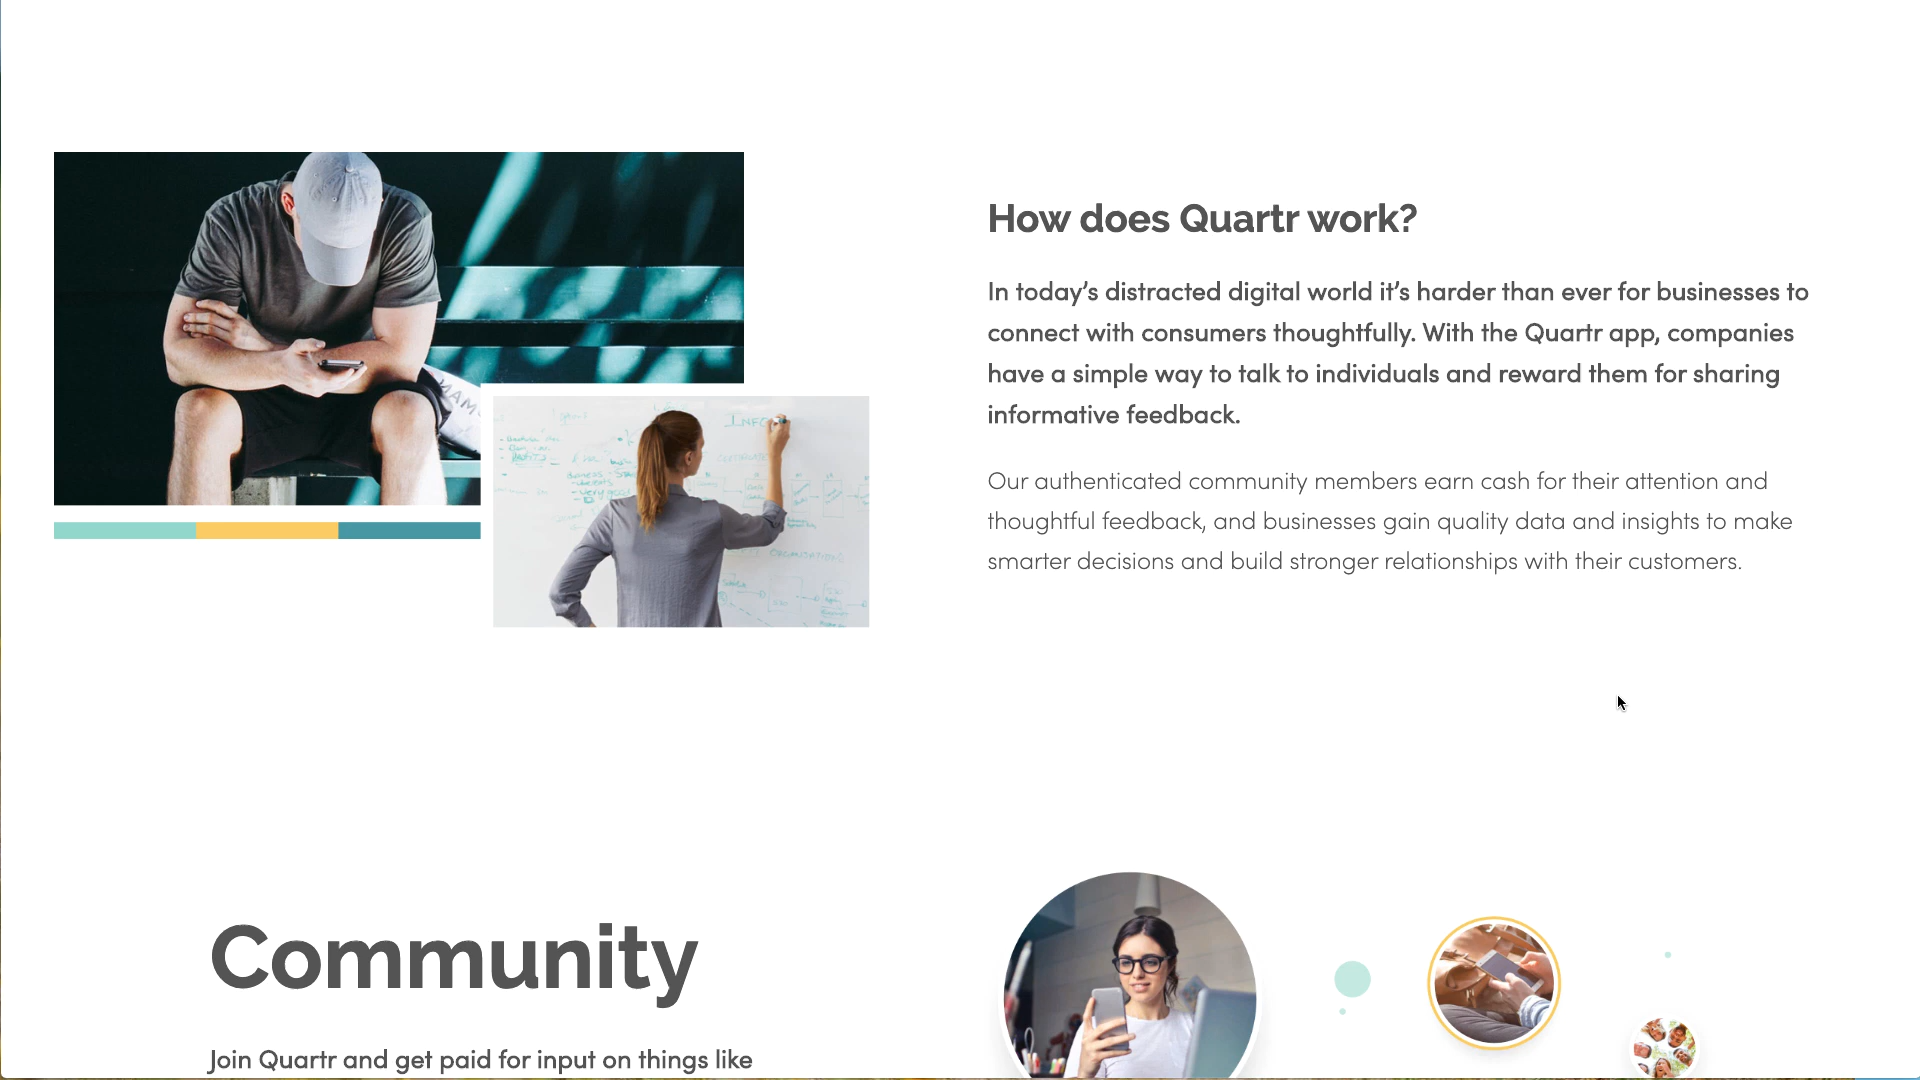 How does Quartr work?
In today’s distracted digital world it’s harder than ever for businesses to
connect with consumers thoughtfully. With the Quartr app, companies
have a simple way to talk to individuals and reward them for sharing
informative feedback.
Our authenticated community members earn cash for their attention and
thoughtful feedback, and businesses gain quality data and insights to make
smarter decisions and build stronger relationships with their customers.
Community
Join Quartr and get paid for input on things like